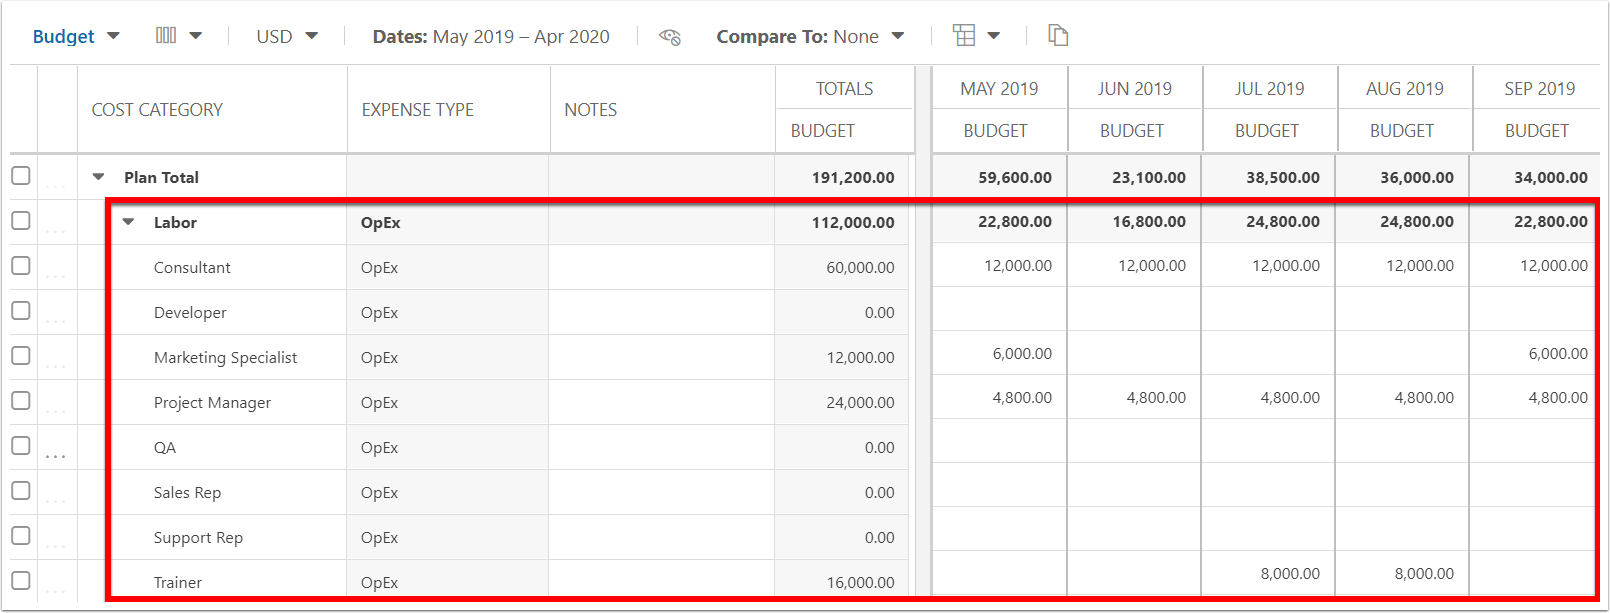 Budget USD Dates: May 2019 – Apr 2020 Compare To: None
TOTALS MAY 2019 JUN 2019 JUL 2019 AUG 2019 SEP 2019
COST CATEGORY EXPENSE TYPE NOTES
BUDGET BUDGET BUDGET BUDGET BUDGET BUDGET
... Plan Total 191,200.00 59,600.00 23,100.00 38,500.00 36,000.00 34,000.00
... Labor OpEx 112,000.00 22,800.00 16,800.00 24,800.00 24,800.00 22,800.00
... Consultant OpEx 60,000.00 12,000.00 12,000.00 12,000.00 12,000.00 12,000.00
... Developer OpEx 0.00
... Marketing Specialist OpEx 12,000.00 6,000.00 6,000.00
... Project Manager OpEx 24,000.00 4,800.00 4,800.00 4,800.00 4,800.00 4,800.00
... QA OpEx 0.00
... Sales Rep OpEx 0.00
... Support Rep OpEx 0.00
... Trainer OpEx 16,000.00 8,000.00 8,000.00